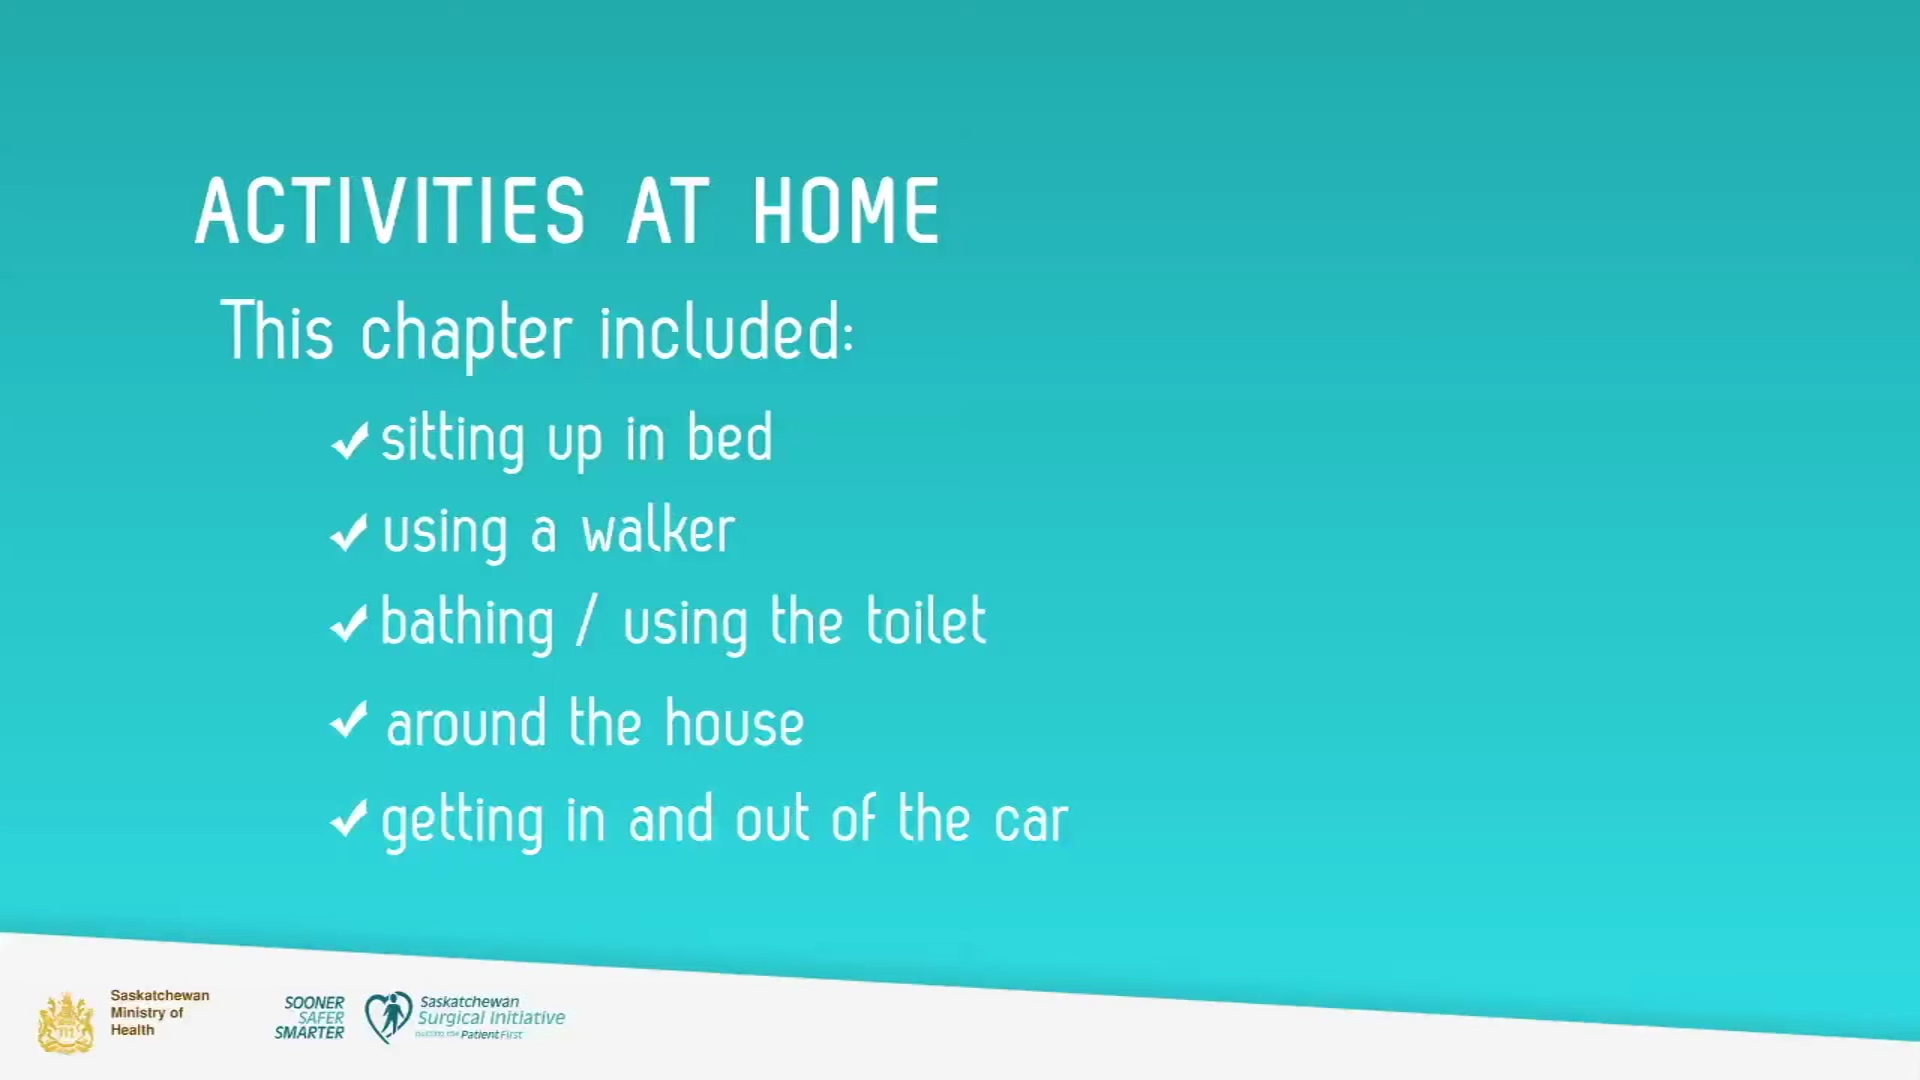 ACTIVITIES AT HOME
This chapter included:
sitting up in bed
using a walker
bathing / using the toilet
around the house
getting in and out of the car
Saskatchewan
Ministry of
Health
SOONER
SAFER
SMARTER
Saskatchewan
Surgical Initiative
putting the Patient First